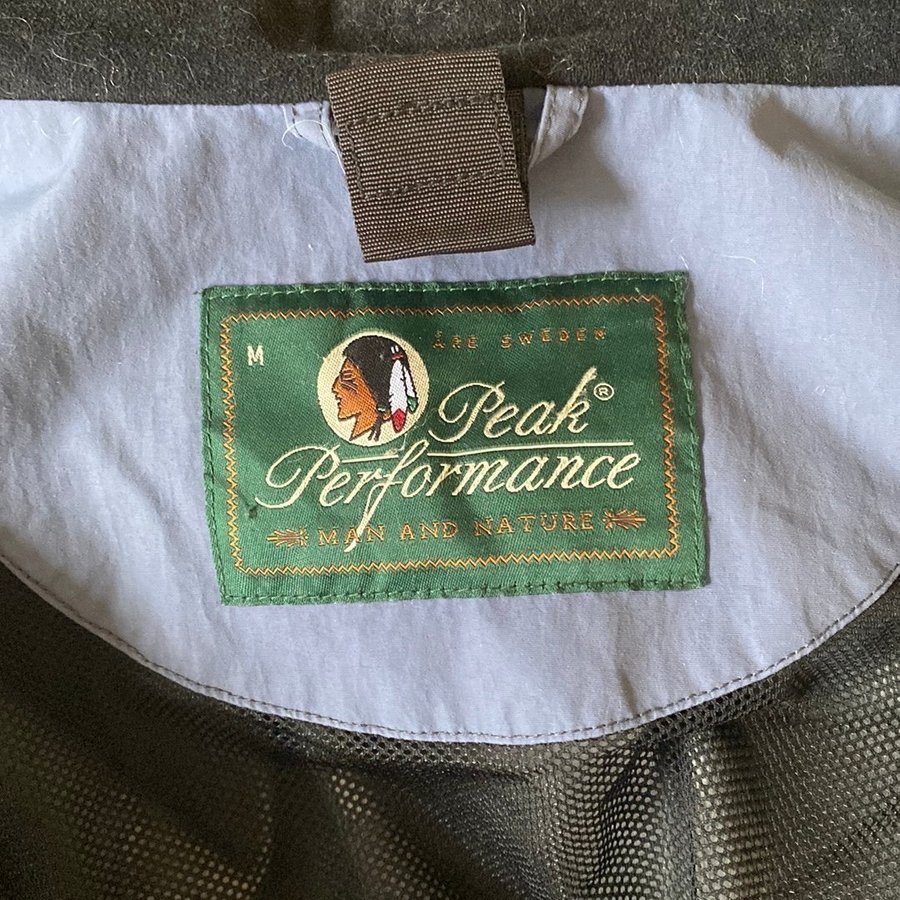 M
ÅRE SWEDEN
Peak®
Performance
MAN AND NATURE